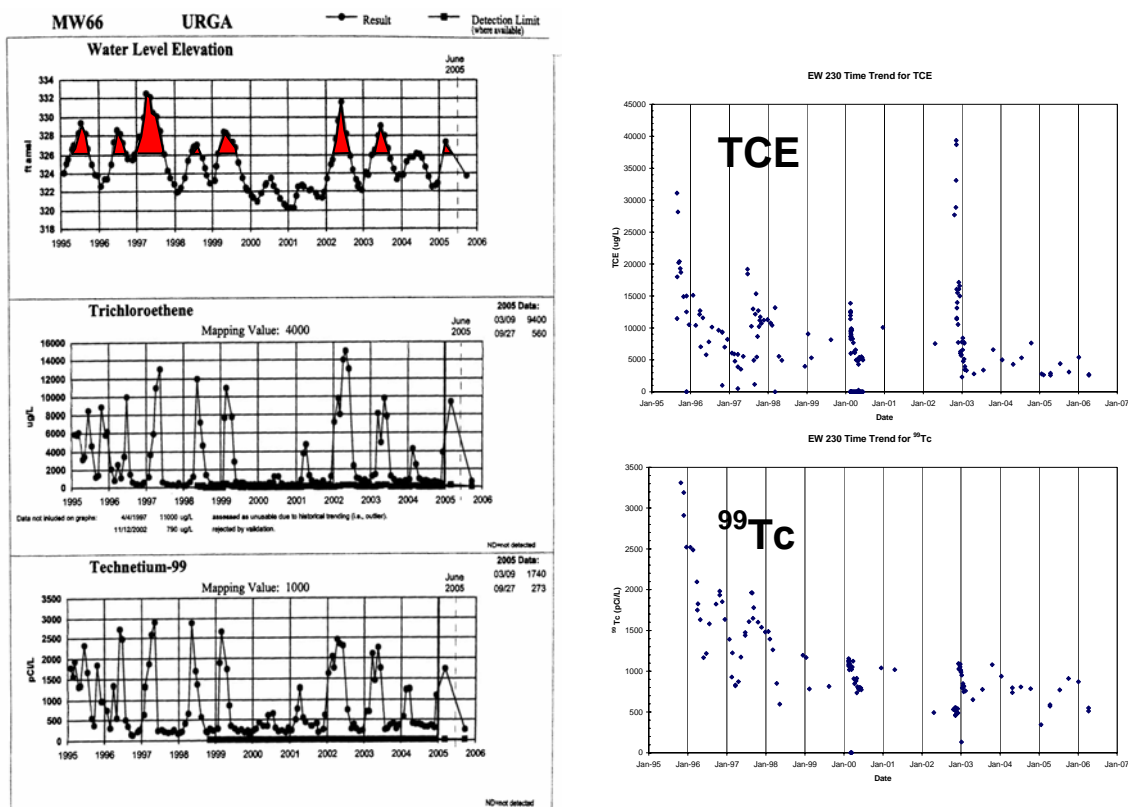 MW66 URGA Result Detection Limit
(where available)
Water Level Elevation
June
2005
334
332
330
328
326
324
322
320
318
ft amsl
1995 1996 1997 1998 1999 2000 2001 2002 2003 2004 2005 2006
Trichloroethene
Mapping Value: 4000
2005 Data:
03/09 9400
09/27 560
June
2005
16000
14000
12000
10000
8000
6000
4000
2000
0
ug/L
1995 1996 1997 1998 1999 2000 2001 2002 2003 2004 2005 2006
Data not inluded on graphs: 4/4/1997 11000 ug/L assessed as unusable due to historical trending (i.e., outlier).
11/12/2002 790 ug/L rejected by validation.
ND=not detected
Technetium-99
Mapping Value: 1000
2005 Data:
03/09 1740
09/27 273
June
2005
3500
3000
2500
2000
1500
1000
500
0
pCi/L
1995 1996 1997 1998 1999 2000 2001 2002 2003 2004 2005 2006
ND=not detected
EW 230 Time Trend for TCE
TCE
45000
40000
35000
30000
25000
20000
15000
10000
5000
0
TCE (ug/L)
Jan-95 Jan-96 Jan-97 Jan-98 Jan-99 Jan-00 Jan-01 Jan-02 Jan-03 Jan-04 Jan-05 Jan-06 Jan-07
Date
EW 230 Time Trend for ⁹⁹Tc
⁹⁹Tc
3500
3000
2500
2000
1500
1000
500
0
⁹⁹Tc (pCi/L)
Jan-95 Jan-96 Jan-97 Jan-98 Jan-99 Jan-00 Jan-01 Jan-02 Jan-03 Jan-04 Jan-05 Jan-06 Jan-07
Date